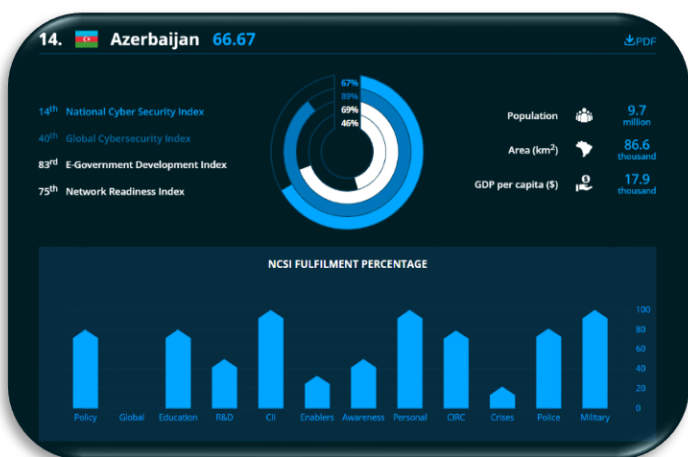 14. Azerbaijan 66.67
PDF
67%
89%
69%
46%
14th National Cyber Security Index
40th Global Cybersecurity Index
83rd E-Government Development Index
75th Network Readiness Index
Population 9.7 million
Area (km²) 86.6 thousand
GDP per capita ($) 17.9 thousand
NCSI FULFILMENT PERCENTAGE
100
80
60
40
20
0
Policy Global Education R&D CII Enablers Awareness Personal CIRC Crises Police Military